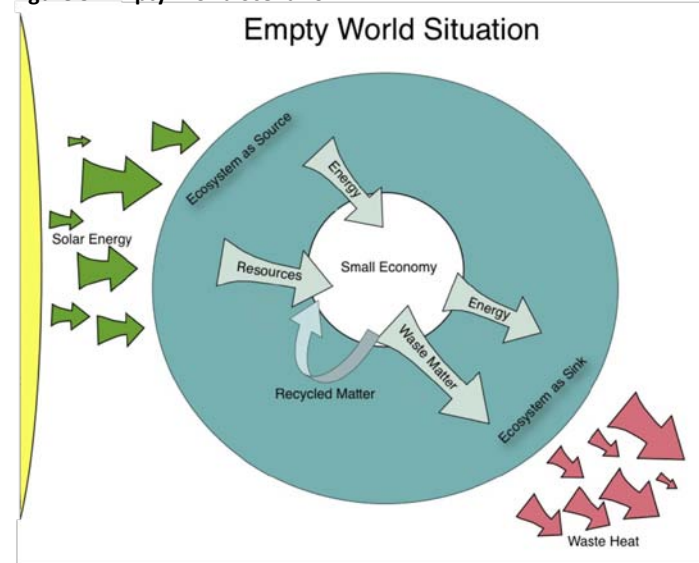 Empty World Situation
Ecosystem as Source
Energy
Solar Energy
Resources
Small Economy
Energy
Waste Matter
Recycled Matter
Ecosystem as Sink
Waste Heat